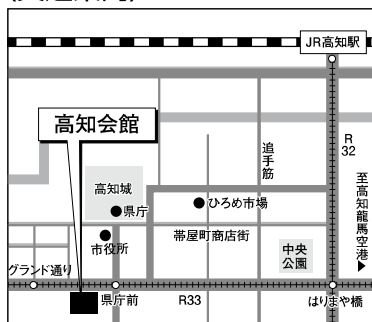 JR高知駅
高知会館
R
32
追手筋
高知城
県庁
ひろめ市場
至高知龍馬空港
市役所
帯屋町商店街
中央
公園
グランド通り
県庁前
R33
はりまや橋